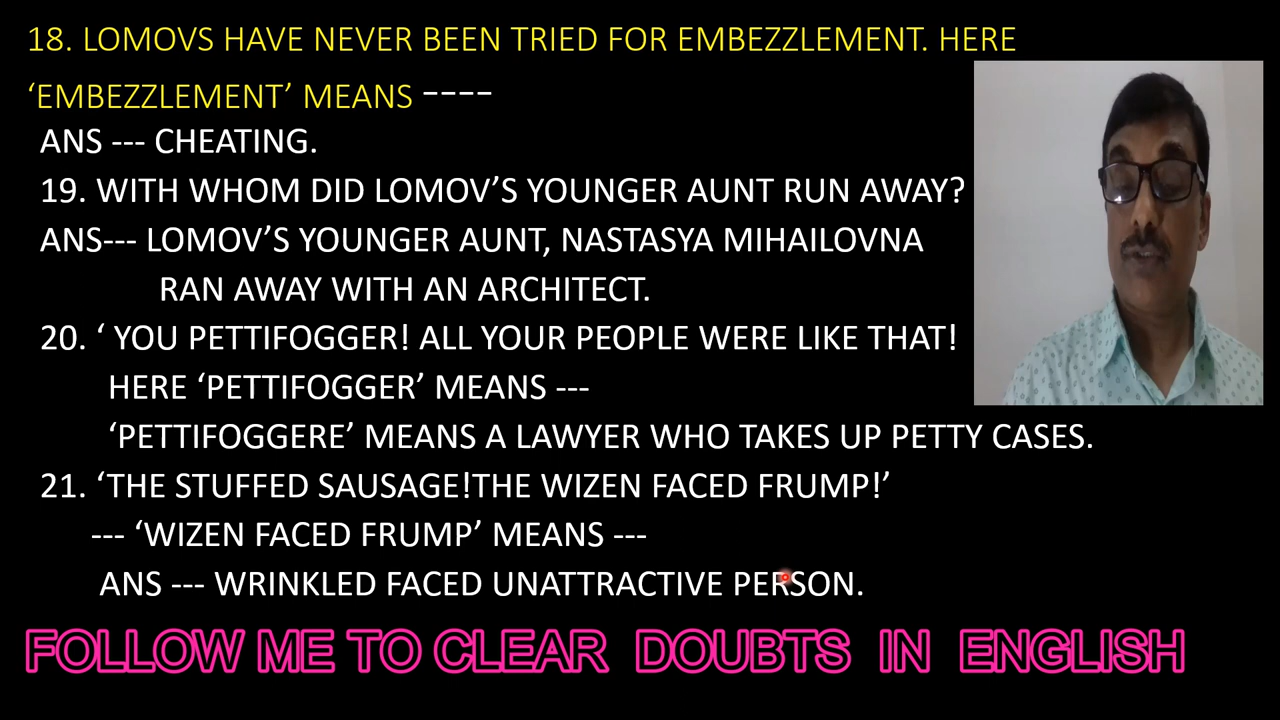 18. LOMOVS HAVE NEVER BEEN TRIED FOR EMBEZZLEMENT. HERE
‘EMBEZZLEMENT’ MEANS ----
ANS --- CHEATING.
19. WITH WHOM DID LOMOV’S YOUNGER AUNT RUN AWAY?
ANS--- LOMOV’S YOUNGER AUNT, NASTASYA MIHAILOVNA
RAN AWAY WITH AN ARCHITECT.
20. ‘ YOU PETTIFOGGER! ALL YOUR PEOPLE WERE LIKE THAT!
HERE ‘PETTIFOGGER’ MEANS ---
‘PETTIFOGGERE’ MEANS A LAWYER WHO TAKES UP PETTY CASES.
21. ‘THE STUFFED SAUSAGE!THE WIZEN FACED FRUMP!’
--- ‘WIZEN FACED FRUMP’ MEANS ---
ANS --- WRINKLED FACED UNATTRACTIVE PERSON.
FOLLOW ME TO CLEAR DOUBTS IN ENGLISH